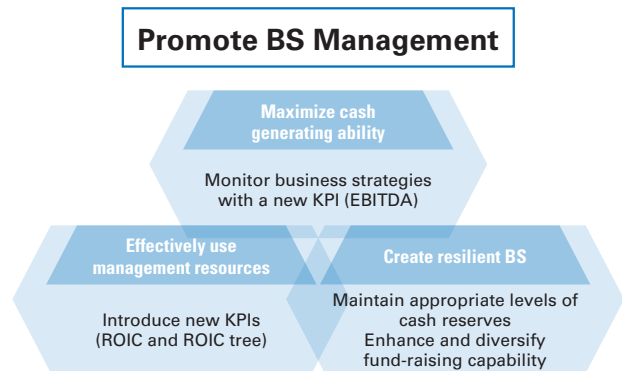 Promote BS Management
Maximize cash
generating ability
Monitor business strategies
with a new KPI (EBITDA)
Effectively use
management resources
Introduce new KPIs
(ROIC and ROIC tree)
Create resilient BS
Maintain appropriate levels of
cash reserves
Enhance and diversify
fund-raising capability